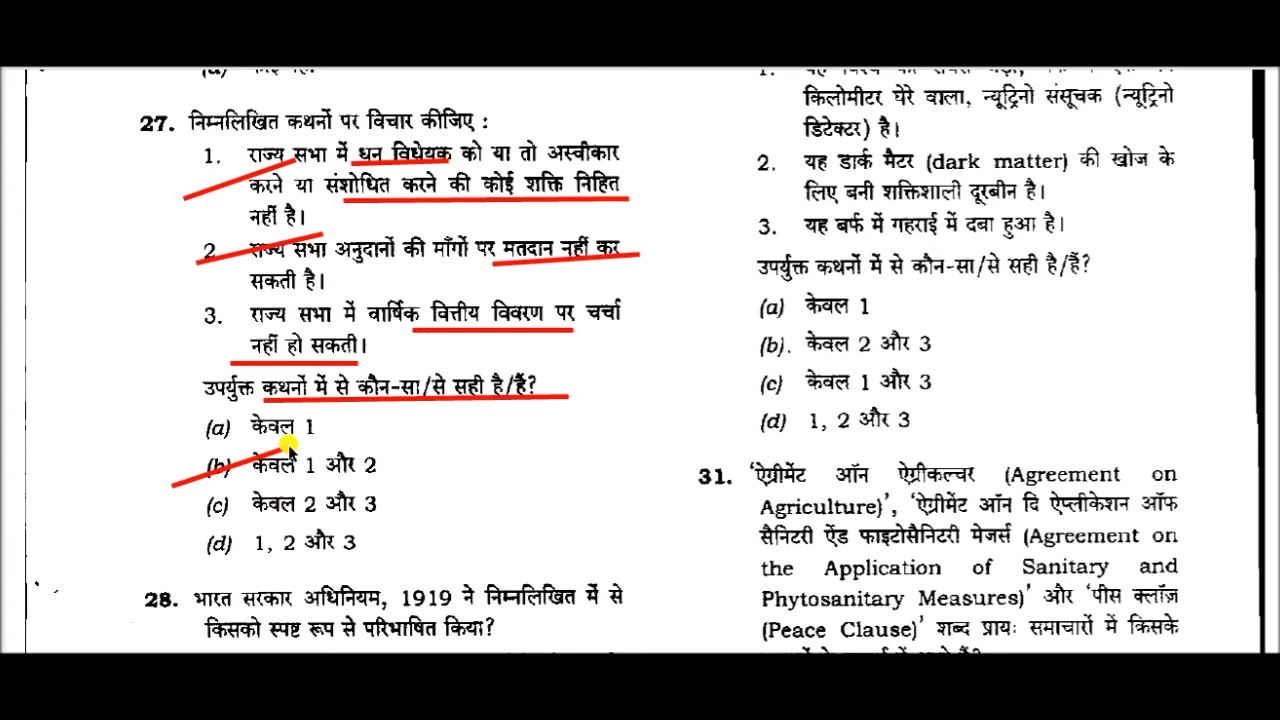 27. निम्नलिखित कथनों पर विचार कीजिए :
1. राज्य सभा में धन विधेयक को या तो अस्वीकार
करने या संशोधित करने की कोई शक्ति निहित
नहीं है।
2. राज्य सभा अनुदानों की माँगों पर मतदान नहीं कर
सकती है।
3. राज्य सभा में वार्षिक वित्तीय विवरण पर चर्चा
नहीं हो सकती।
उपर्युक्त कथनों में से कौन-सा/से सही है/हैं?
(a) केवल 1
(b) केवल 1 और 2
(c) केवल 2 और 3
(d) 1, 2 और 3
28. भारत सरकार अधिनियम, 1919 ने निम्नलिखित में से
किसको स्पष्ट रूप से परिभाषित किया?
किलोमीटर घेरे वाला, न्यूट्रिनो संसूचक (न्यूट्रिनो
डिटेक्टर) है।
2. यह डार्क मैटर (dark matter) की खोज के
लिए बनी शक्तिशाली दूरबीन है।
3. यह बर्फ में गहराई में दबा हुआ है।
उपर्युक्त कथनों में से कौन-सा/से सही है/हैं?
(a) केवल 1
(b). केवल 2 और 3
(c) केवल 1 और 3
(d) 1, 2 और 3
31. 'ऐग्रीमेंट ऑन ऐग्रीकल्चर (Agreement on
Agriculture)', 'ऐग्रीमेंट ऑन दि ऐप्लीकेशन ऑफ
सैनिटरी ऐंड फाइटोसैनिटरी मेजर्स (Agreement on
the Application of Sanitary and
Phytosanitary Measures)' और 'पीस क्लॉज़
(Peace Clause)' शब्द प्रायः समाचारों में किसके